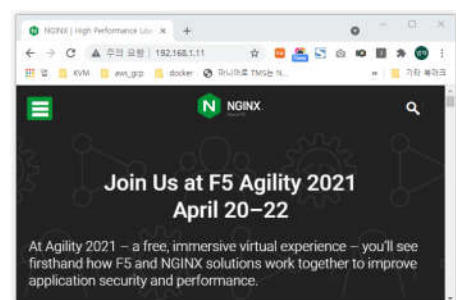 NGINX | High Performance Loa
주의 요함 | 192.168.1.11
앱 KVM aws_gcp docker 기타 북마크
NGINX
Join Us at F5 Agility 2021
April 20–22
At Agility 2021 – a free, immersive virtual experience – you'll see
firsthand how F5 and NGINX solutions work together to improve
application security and performance.